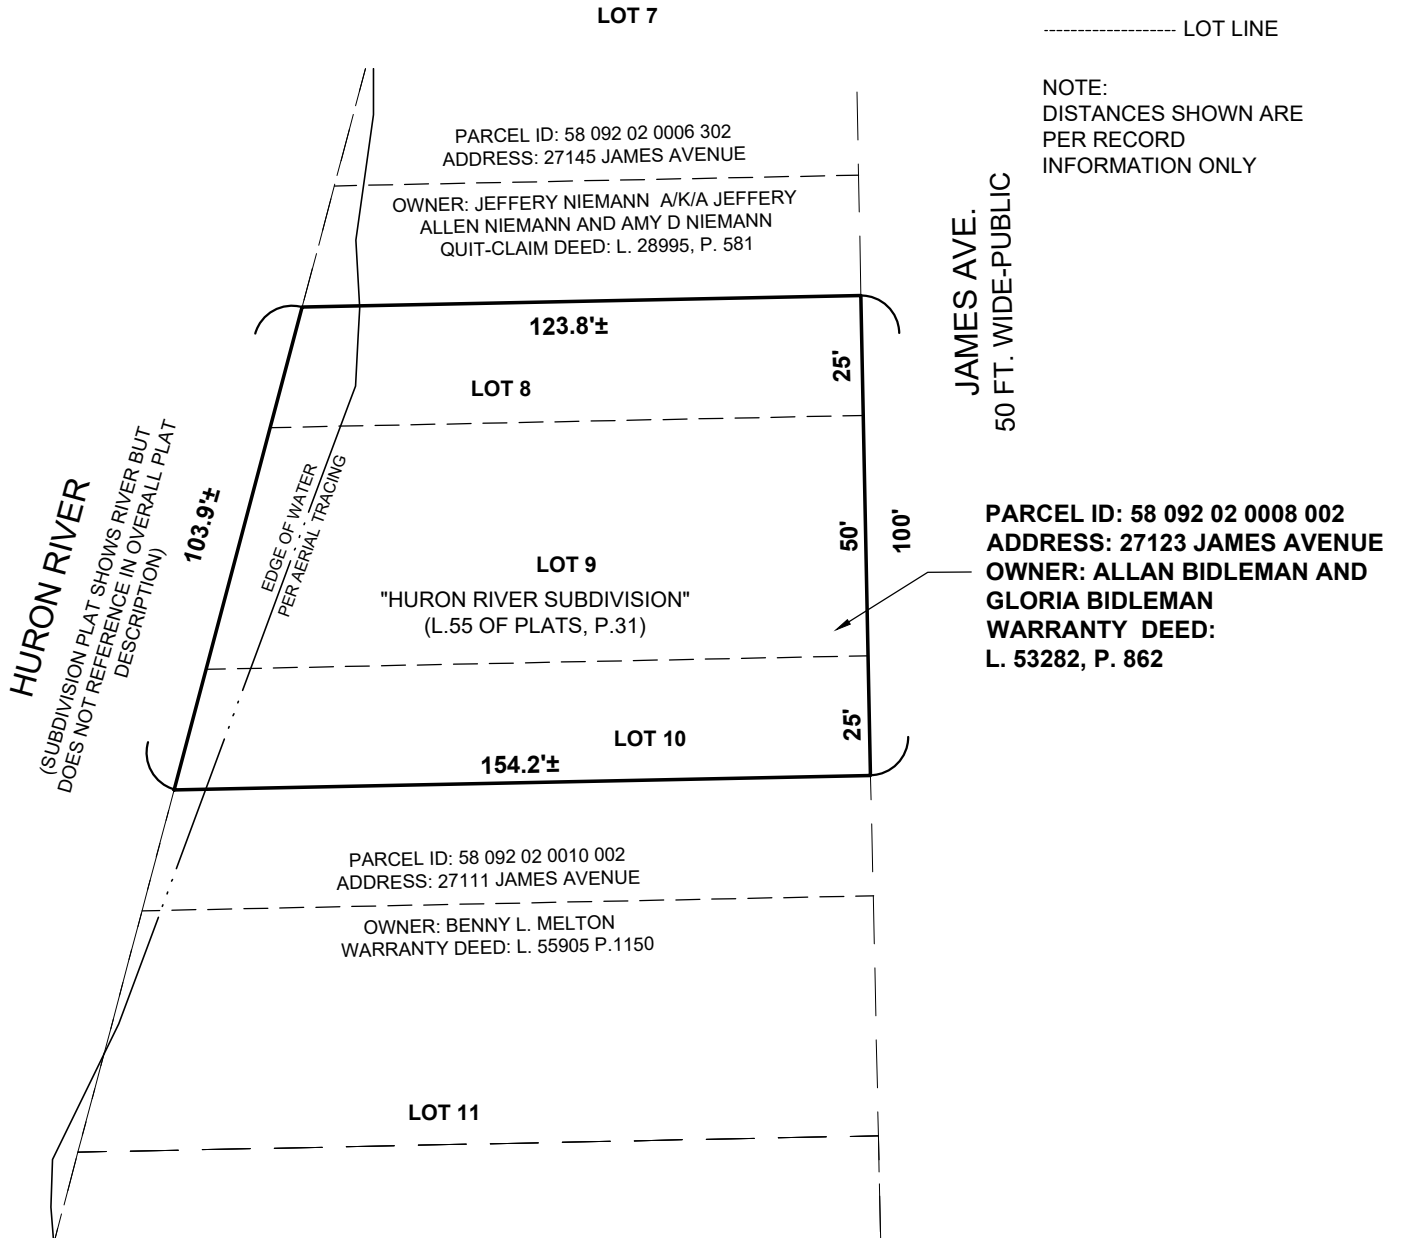 LOT 7
LOT LINE
NOTE:
DISTANCES SHOWN ARE
PER RECORD
INFORMATION ONLY
PARCEL ID: 58 092 02 0006 302
ADDRESS: 27145 JAMES AVENUE
OWNER: JEFFERY NIEMANN A/K/A JEFFERY
ALLEN NIEMANN AND AMY D NIEMANN
QUIT-CLAIM DEED: L. 28995, P. 581
JAMES AVE.
50 FT. WIDE-PUBLIC
123.8'±
25'
LOT 8
HURON RIVER
(SUBDIVISION PLAT SHOWS RIVER BUT
DOES NOT REFERENCE IN OVERALL PLAT
DESCRIPTION)
103.9'±
EDGE OF WATER
PER AERIAL TRACING
LOT 9
"HURON RIVER SUBDIVISION"
(L.55 OF PLATS, P.31)
50'
100'
PARCEL ID: 58 092 02 0008 002
ADDRESS: 27123 JAMES AVENUE
OWNER: ALLAN BIDLEMAN AND
GLORIA BIDLEMAN
WARRANTY DEED:
L. 53282, P. 862
LOT 10
25'
154.2'±
PARCEL ID: 58 092 02 0010 002
ADDRESS: 27111 JAMES AVENUE
OWNER: BENNY L. MELTON
WARRANTY DEED: L. 55905 P.1150
LOT 11